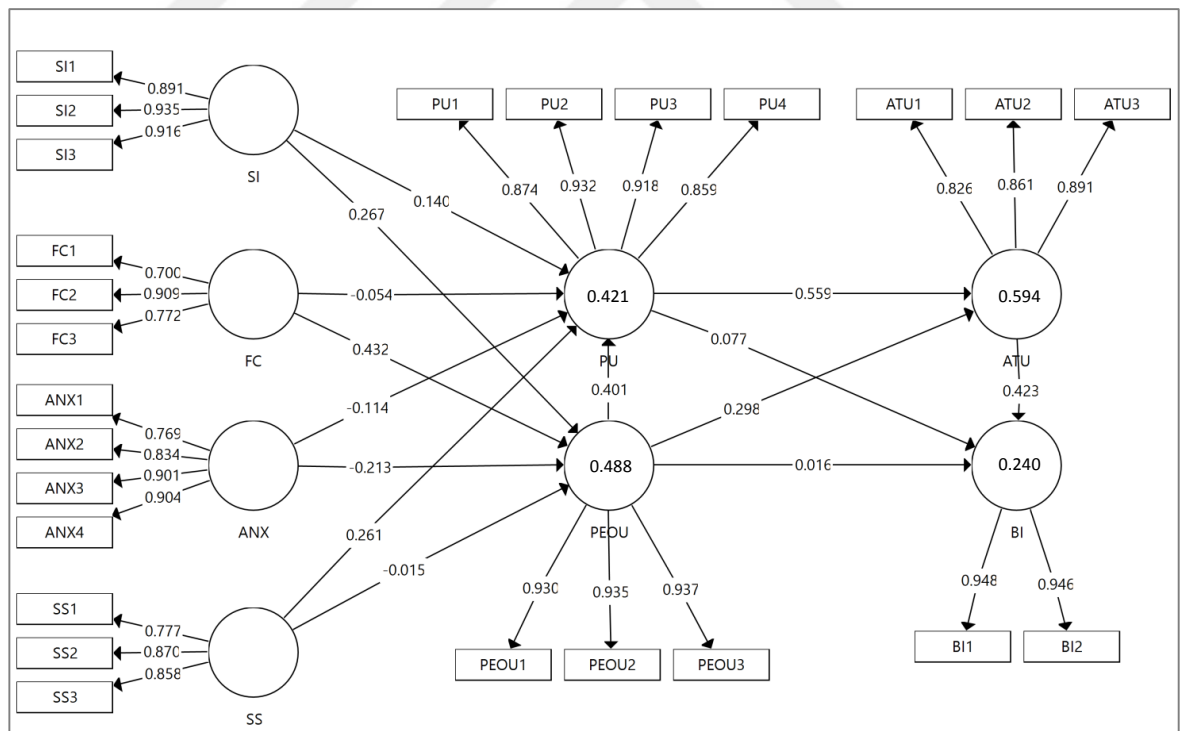 SI1
SI2
SI3
0.891
0.935
0.916
SI
FC1
FC2
FC3
0.700
0.909
0.772
FC
ANX1
ANX2
ANX3
ANX4
0.769
0.834
0.901
0.904
ANX
SS1
SS2
SS3
0.777
0.870
0.858
SS
0.140
0.267
-0.054
0.432
-0.114
-0.213
0.261
-0.015
PU1 PU2 PU3 PU4
0.874 0.932 0.918 0.859
0.421
PU
0.401
0.488
PEOU
0.930 0.935 0.937
PEOU1 PEOU2 PEOU3
0.559
0.077
0.298
0.016
ATU1 ATU2 ATU3
0.826 0.861 0.891
0.594
ATU
0.423
0.240
BI
0.948 0.946
BI1 BI2